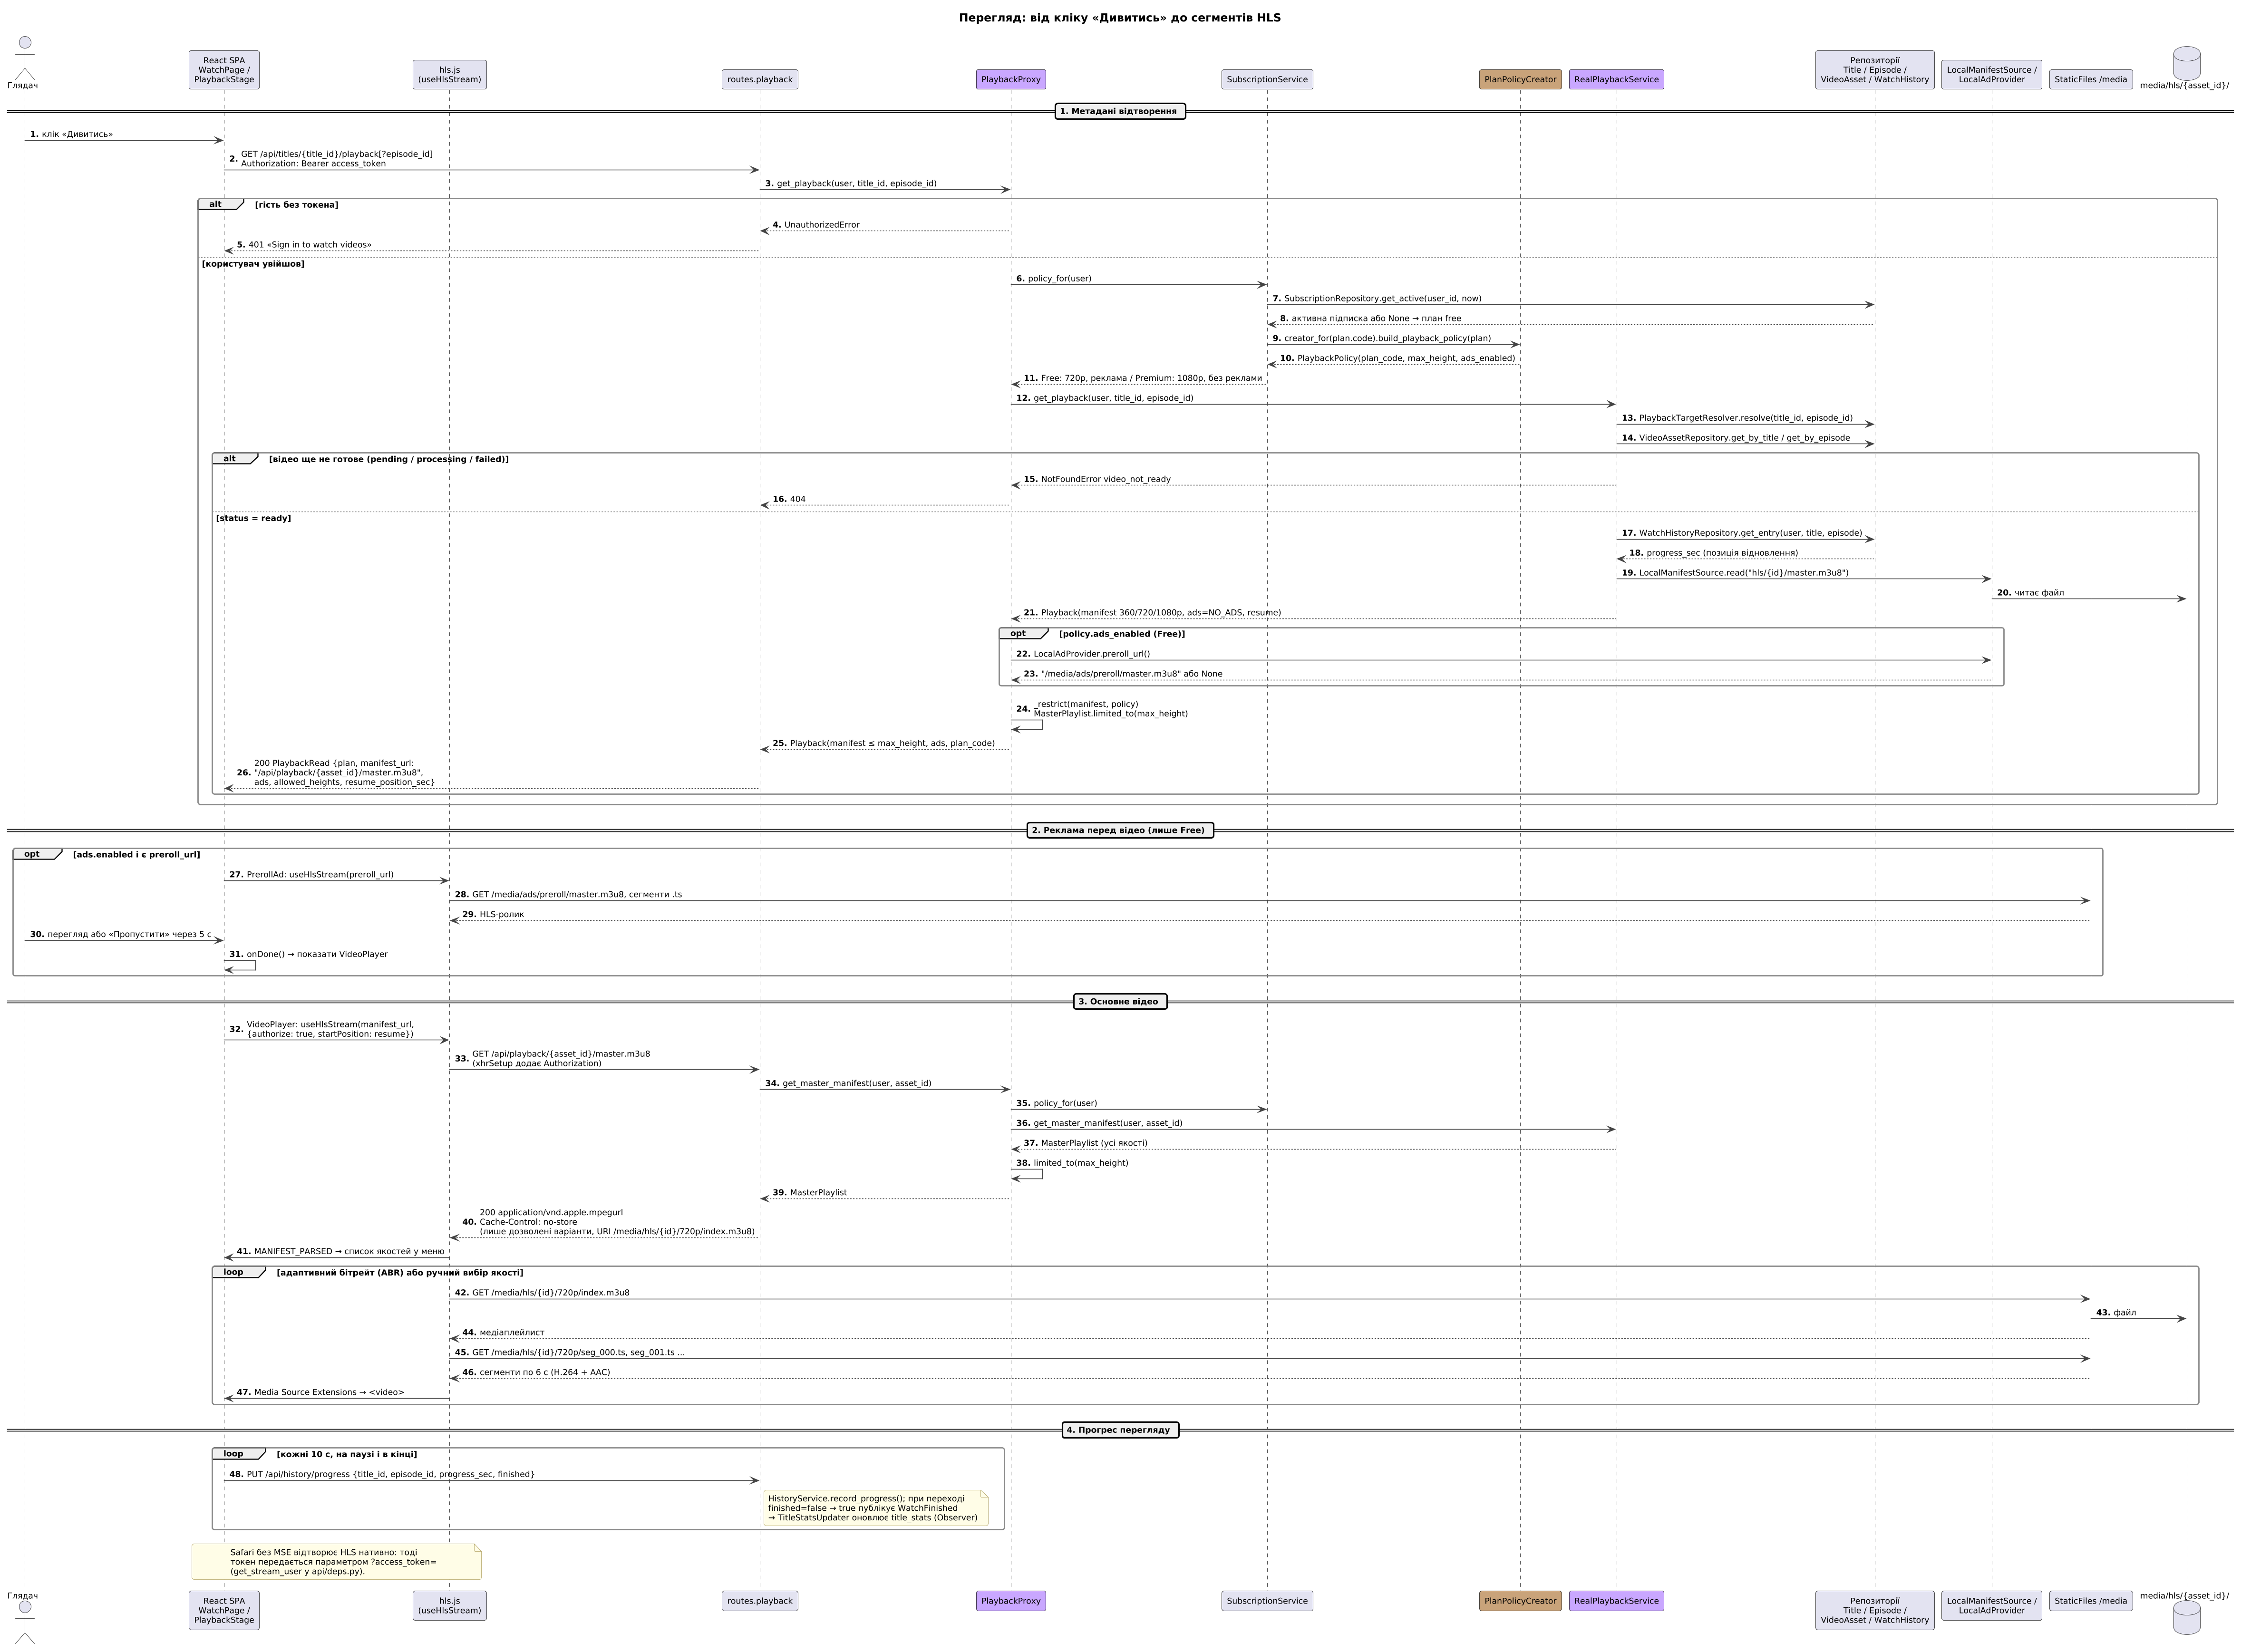 Перегляд: від кліку «Дивитись» до сегментів HLS
Глядач
React SPA
WatchPage /
PlaybackStage
hls.js
(useHlsStream)
routes.playback
PlaybackProxy
SubscriptionService
PlanPolicyCreator
RealPlaybackService
Репозиторії
Title / Episode /
VideoAsset / WatchHistory
LocalManifestSource /
LocalAdProvider
StaticFiles /media
media/hls/{asset_id}/
1. Метадані відтворення
1. клік «Дивитись»
2. GET /api/titles/{title_id}/playback[?episode_id]
Authorization: Bearer access_token
3. get_playback(user, title_id, episode_id)
alt [гість без токена]
4. UnauthorizedError
5. 401 «Sign in to watch videos»
[користувач увійшов]
6. policy_for(user)
7. SubscriptionRepository.get_active(user_id, now)
8. активна підписка або None → план free
9. creator_for(plan.code).build_playback_policy(plan)
10. PlaybackPolicy(plan_code, max_height, ads_enabled)
11. Free: 720p, реклама / Premium: 1080p, без реклами
12. get_playback(user, title_id, episode_id)
13. PlaybackTargetResolver.resolve(title_id, episode_id)
14. VideoAssetRepository.get_by_title / get_by_episode
alt [відео ще не готове (pending / processing / failed)]
15. NotFoundError video_not_ready
16. 404
[status = ready]
17. WatchHistoryRepository.get_entry(user, title, episode)
18. progress_sec (позиція відновлення)
19. LocalManifestSource.read("hls/{id}/master.m3u8")
20. читає файл
21. Playback(manifest 360/720/1080p, ads=NO_ADS, resume)
opt [policy.ads_enabled (Free)]
22. LocalAdProvider.preroll_url()
23. "/media/ads/preroll/master.m3u8" або None
24. _restrict(manifest, policy)
MasterPlaylist.limited_to(max_height)
25. Playback(manifest ≤ max_height, ads, plan_code)
200 PlaybackRead {plan, manifest_url:
26. "/api/playback/{asset_id}/master.m3u8",
ads, allowed_heights, resume_position_sec}
2. Реклама перед відео (лише Free)
opt [ads.enabled і є preroll_url]
27. PrerollAd: useHlsStream(preroll_url)
28. GET /media/ads/preroll/master.m3u8, сегменти .ts
29. HLS-ролик
30. перегляд або «Пропустити» через 5 с
31. onDone() → показати VideoPlayer
3. Основне відео
32. VideoPlayer: useHlsStream(manifest_url,
{authorize: true, startPosition: resume})
33. GET /api/playback/{asset_id}/master.m3u8
(xhrSetup додає Authorization)
34. get_master_manifest(user, asset_id)
35. policy_for(user)
36. get_master_manifest(user, asset_id)
37. MasterPlaylist (усі якості)
38. limited_to(max_height)
39. MasterPlaylist
200 application/vnd.apple.mpegurl
40. Cache-Control: no-store
(лише дозволені варіанти, URI /media/hls/{id}/720p/index.m3u8)
41. MANIFEST_PARSED → список якостей у меню
loop [адаптивний бітрейт (ABR) або ручний вибір якості]
42. GET /media/hls/{id}/720p/index.m3u8
43. файл
44. медіаплейлист
45. GET /media/hls/{id}/720p/seg_000.ts, seg_001.ts ...
46. сегменти по 6 с (H.264 + AAC)
47. Media Source Extensions → <video>
4. Прогрес перегляду
loop [кожні 10 с, на паузі і в кінці]
48. PUT /api/history/progress {title_id, episode_id, progress_sec, finished}
HistoryService.record_progress(); при переході
finished=false → true публікує WatchFinished
→ TitleStatsUpdater оновлює title_stats (Observer)
Safari без MSE відтворює HLS нативно: тоді
токен передається параметром ?access_token=
(get_stream_user у api/deps.py).
Глядач
React SPA
WatchPage /
PlaybackStage
hls.js
(useHlsStream)
routes.playback
PlaybackProxy
SubscriptionService
PlanPolicyCreator
RealPlaybackService
Репозиторії
Title / Episode /
VideoAsset / WatchHistory
LocalManifestSource /
LocalAdProvider
StaticFiles /media
media/hls/{asset_id}/